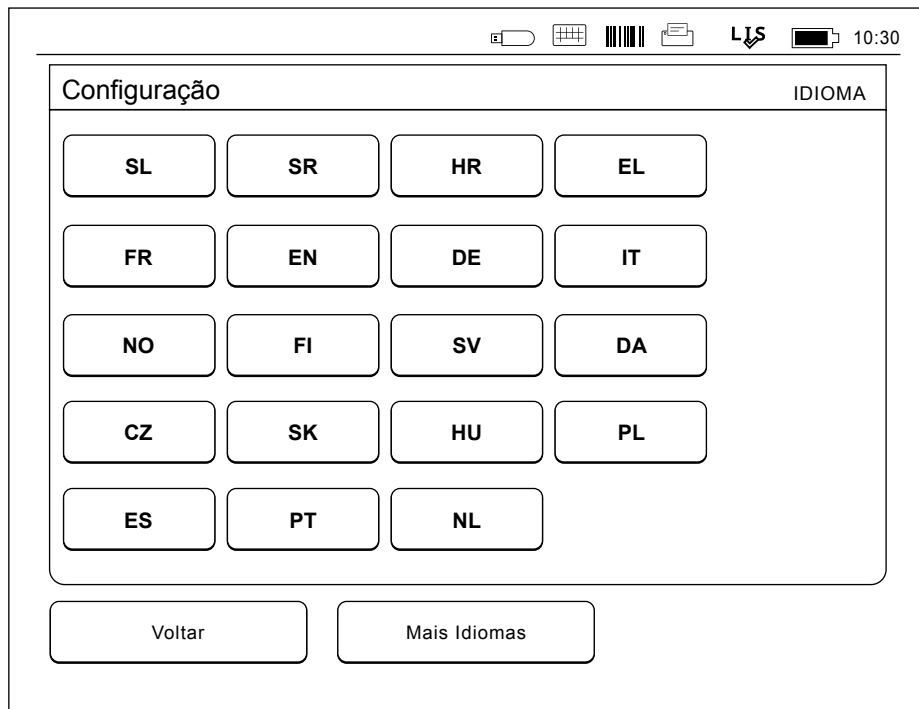 LIS 10:30
Configuração IDIOMA
SL SR HR EL
FR EN DE IT
NO FI SV DA
CZ SK HU PL
ES PT NL
Voltar Mais Idiomas